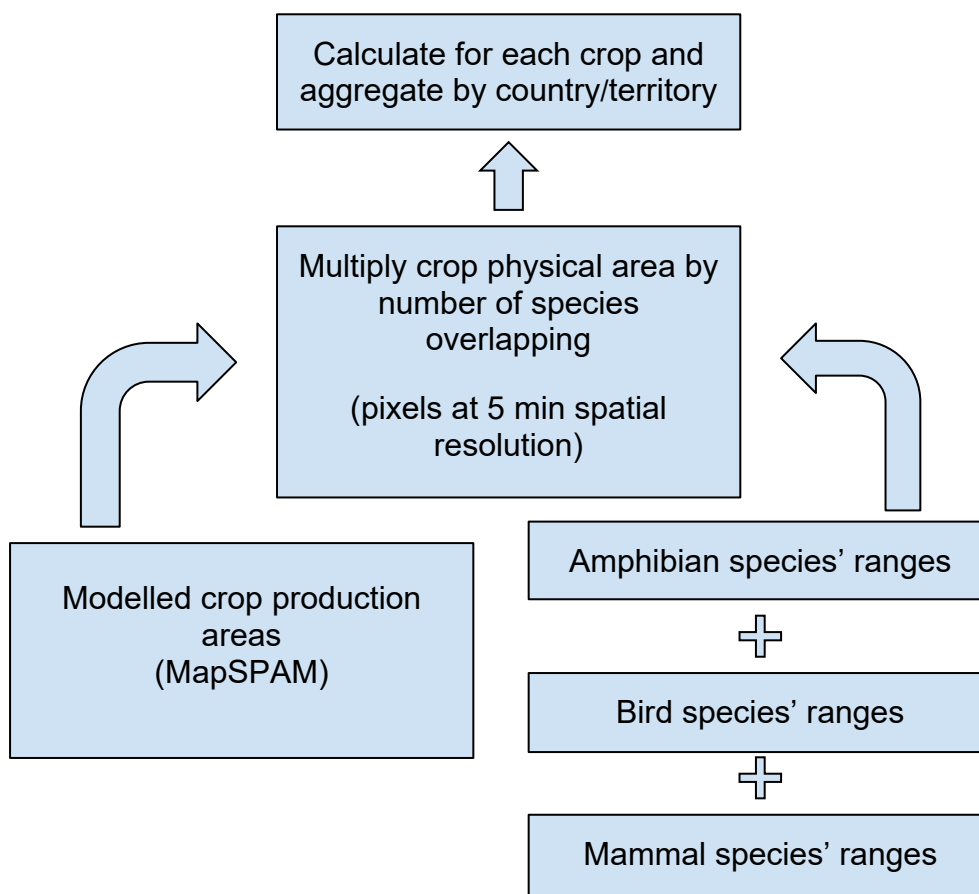 Calculate for each crop and
aggregate by country/territory
Multiply crop physical area by
number of species
overlapping
(pixels at 5 min spatial
resolution)
Modelled crop production
areas
(MapSPAM)
Amphibian species’ ranges
Bird species’ ranges
Mammal species’ ranges